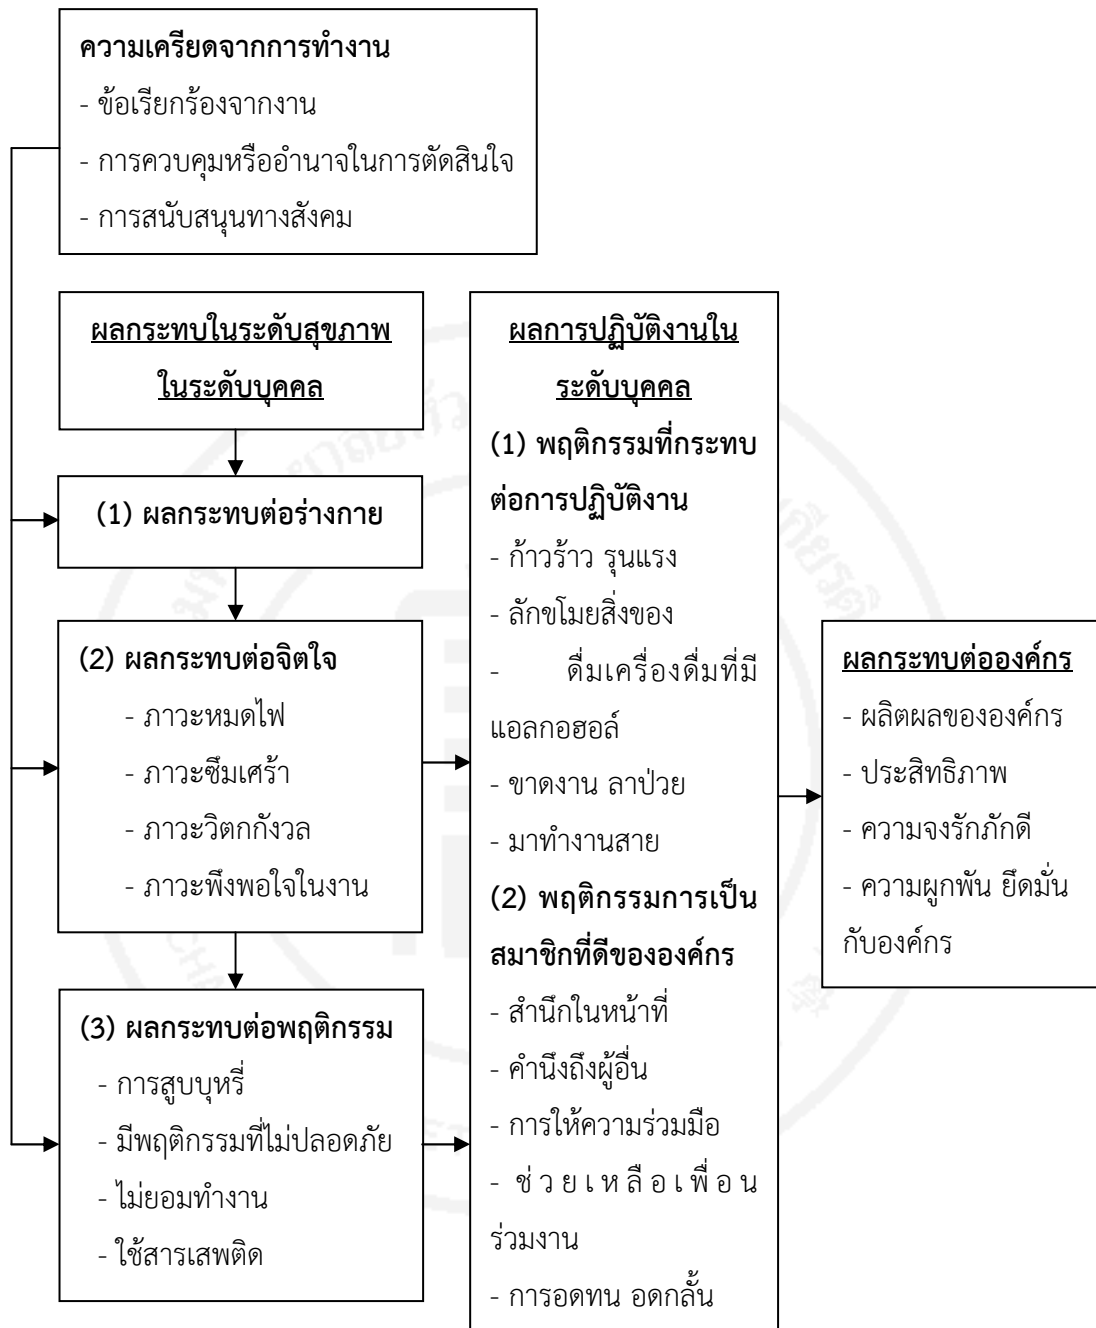 ความเครียดจากการทำงาน
- ข้อเรียกร้องจากงาน
- การควบคุมหรืออำนาจในการตัดสินใจ
- การสนับสนุนทางสังคม
ผลกระทบในระดับสุขภาพ
ในระดับบุคคล
(1) ผลกระทบต่อร่างกาย
(2) ผลกระทบต่อจิตใจ
- ภาวะหมดไฟ
- ภาวะซึมเศร้า
- ภาวะวิตกกังวล
- ภาวะพึงพอใจในงาน
(3) ผลกระทบต่อพฤติกรรม
- การสูบบุหรี่
- มีพฤติกรรมที่ไม่ปลอดภัย
- ไม่ยอมทำงาน
- ใช้สารเสพติด
ผลการปฏิบัติงานใน
ระดับบุคคล
(1) พฤติกรรมที่กระทบ
ต่อการปฏิบัติงาน
- ก้าวร้าว รุนแรง
- ลักขโมยสิ่งของ
- ดื่มเครื่องดื่มที่มี
แอลกอฮอล์
- ขาดงาน ลาป่วย
- มาทำงานสาย
(2) พฤติกรรมการเป็น
สมาชิกที่ดีขององค์กร
- สำนึกในหน้าที่
- คำนึงถึงผู้อื่น
- การให้ความร่วมมือ
- ช่วยเหลือเพื่อน
ร่วมงาน
- การอดทน อดกลั้น
ผลกระทบต่อองค์กร
- ผลิตผลขององค์กร
- ประสิทธิภาพ
- ความจงรักภักดี
- ความผูกพัน ยึดมั่น
กับองค์กร